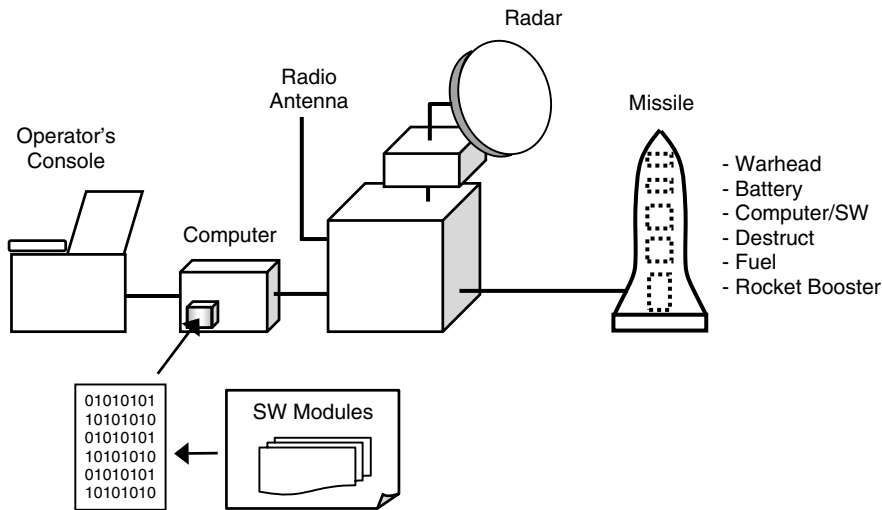 Radar
Radio
Antenna
Missile
Operator's
Console
Computer
- Warhead
- Battery
- Computer/SW
- Destruct
- Fuel
- Rocket Booster
01010101
10101010
01010101
10101010
01010101
10101010
SW Modules